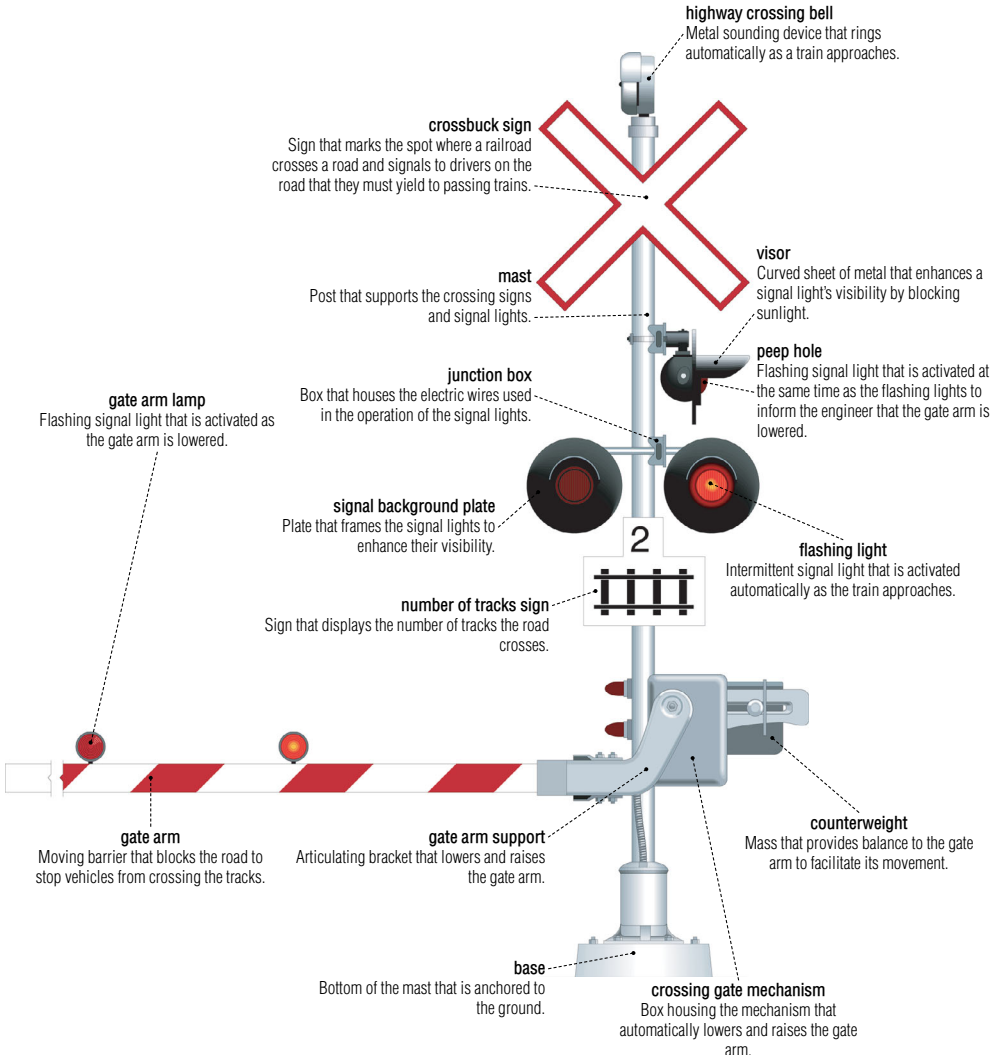 highway crossing bell
Metal sounding device that rings
automatically as a train approaches.
crossbuck sign
Sign that marks the spot where a railroad
crosses a road and signals to drivers on the
road that they must yield to passing trains.
visor
Curved sheet of metal that enhances a
signal light's visibility by blocking
sunlight.
mast
Post that supports the crossing signs
and signal lights.
peep hole
Flashing signal light that is activated at
the same time as the flashing lights to
inform the engineer that the gate arm is
lowered.
junction box
Box that houses the electric wires used
in the operation of the signal lights.
gate arm lamp
Flashing signal light that is activated as
the gate arm is lowered.
signal background plate
Plate that frames the signal lights to
enhance their visibility.
2
flashing light
Intermittent signal light that is activated
automatically as the train approaches.
number of tracks sign
Sign that displays the number of tracks the road
crosses.
gate arm
Moving barrier that blocks the road to
stop vehicles from crossing the tracks.
gate arm support
Articulating bracket that lowers and raises
the gate arm.
counterweight
Mass that provides balance to the gate
arm to facilitate its movement.
base
Bottom of the mast that is anchored to
the ground.
crossing gate mechanism
Box housing the mechanism that
automatically lowers and raises the gate
arm.